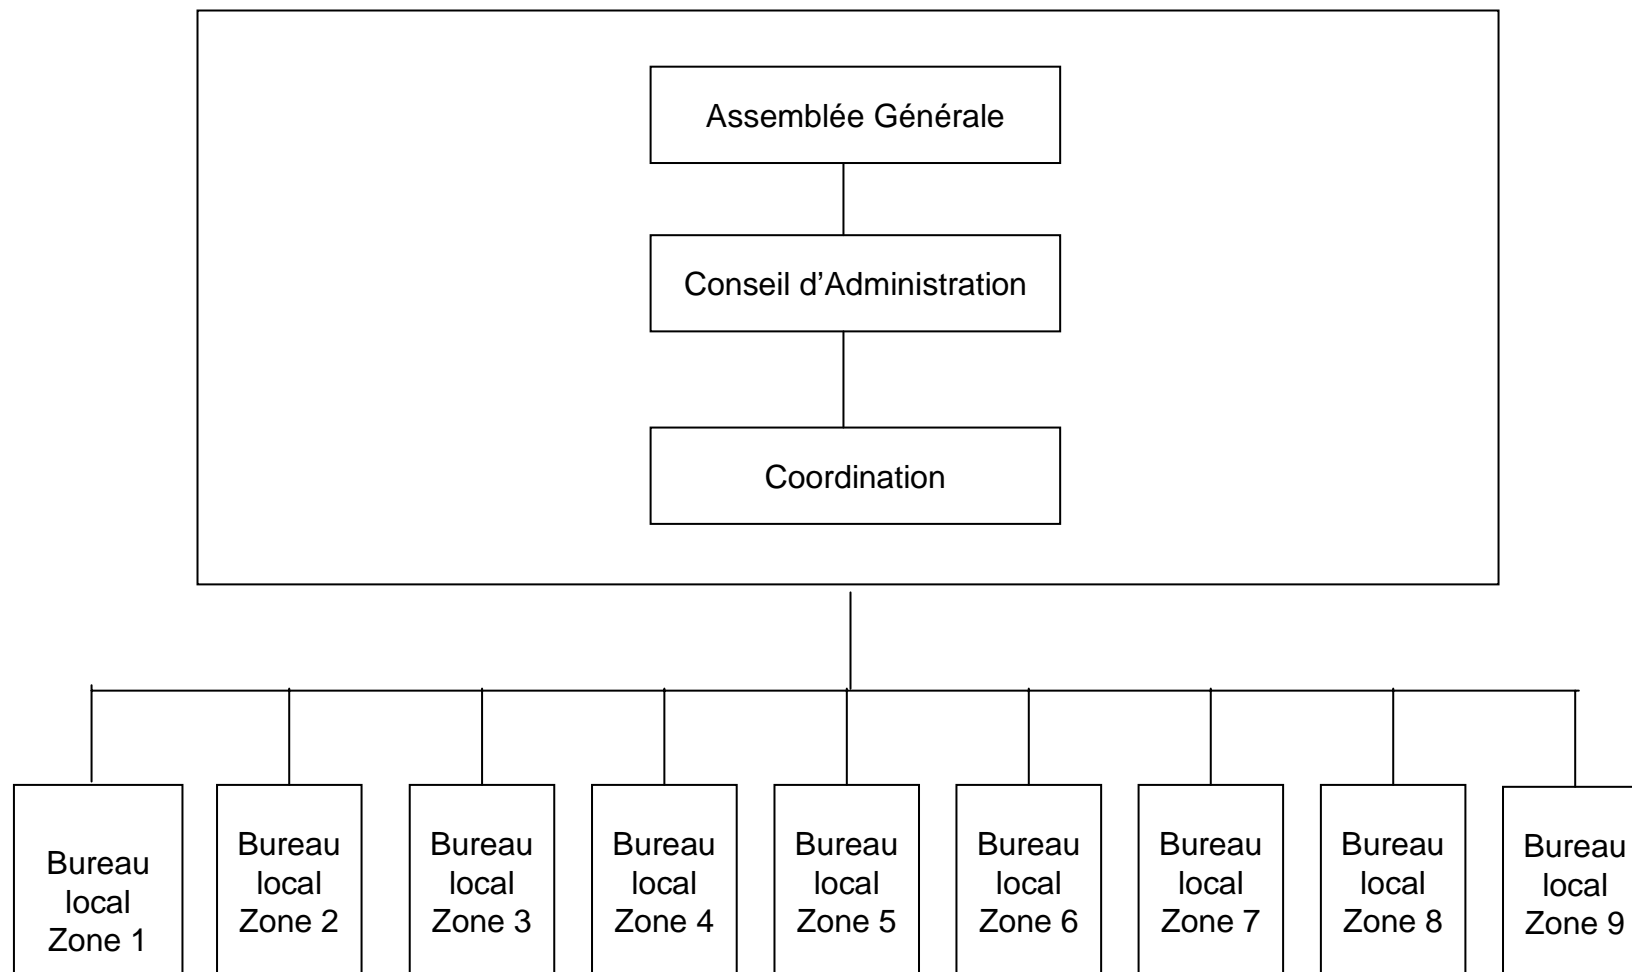 Assemblée Générale
Conseil d’Administration
Coordination
Bureau
local
Zone 1
Bureau
local
Zone 2
Bureau
local
Zone 3
Bureau
local
Zone 4
Bureau
local
Zone 5
Bureau
local
Zone 6
Bureau
local
Zone 7
Bureau
local
Zone 8
Bureau
local
Zone 9